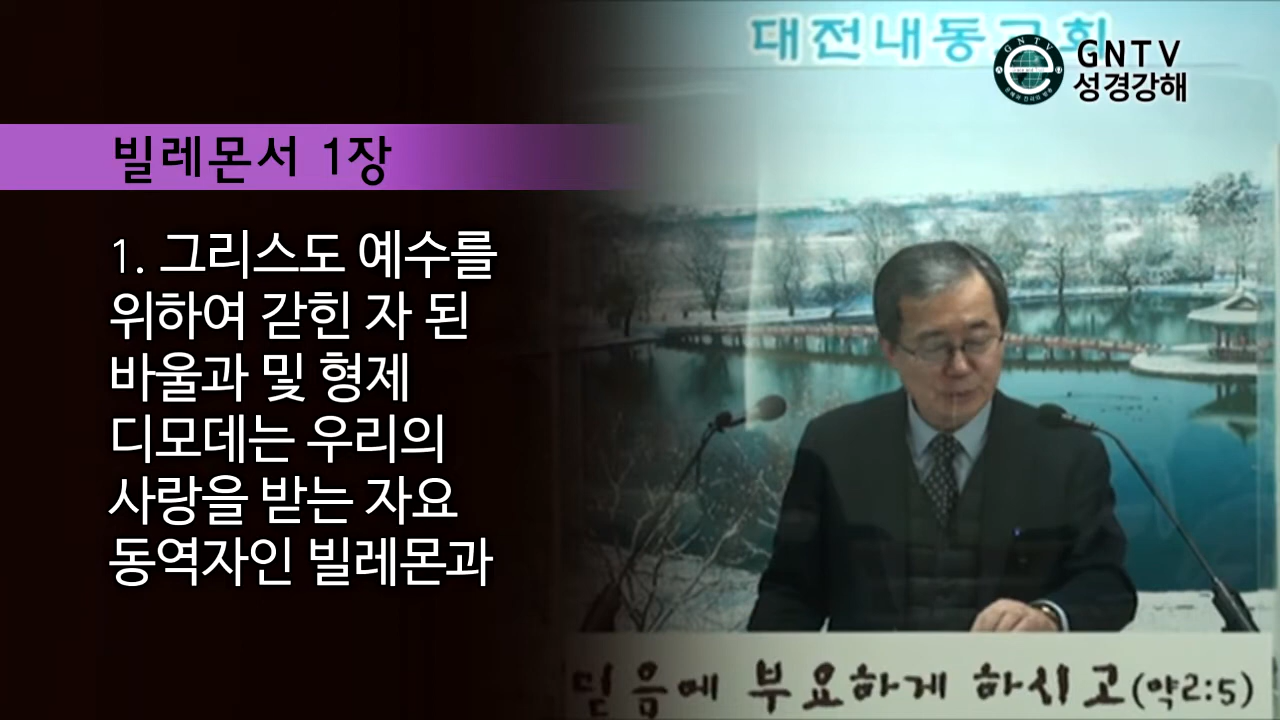 대전내동교회
GNTV
성경강해
빌레몬서 1장
1. 그리스도 예수를
위하여 갇힌 자 된
바울과 및 형제
디모데는 우리의
사랑을 받는 자요
동역자인 빌레몬과
믿음에 부요하게 하시고(약2:5)